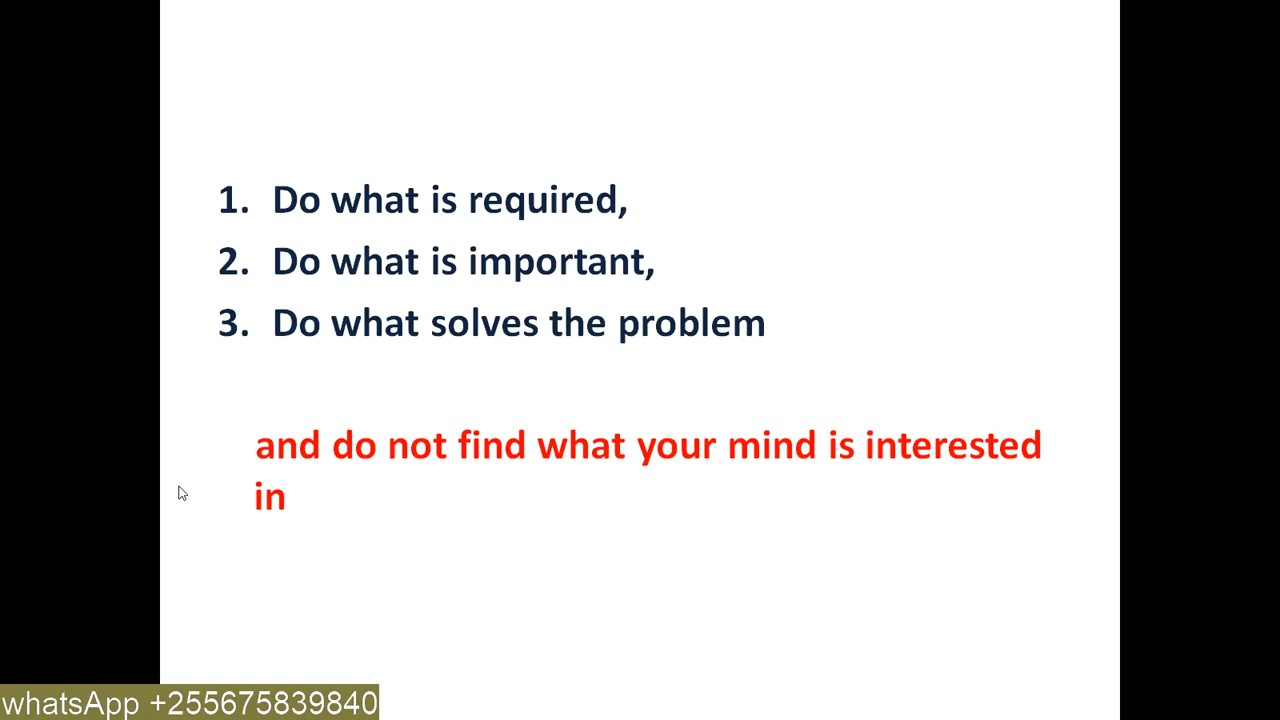 1. Do what is required,
2. Do what is important,
3. Do what solves the problem
and do not find what your mind is interested
in
whatsApp +255675839840